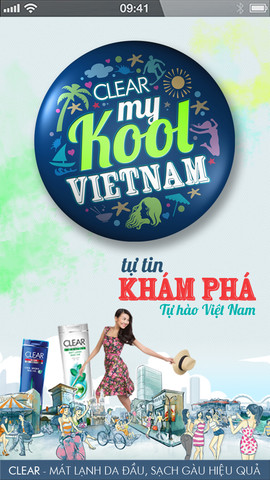 09:41
CLEAR
my
Kool
VIETNAM
tự tin
KHÁM PHÁ
Tự hào Việt Nam
CLEAR
CLEAR
CLEAR - MÁT LẠNH DA ĐẦU, SẠCH GÀU HIỆU QUẢ